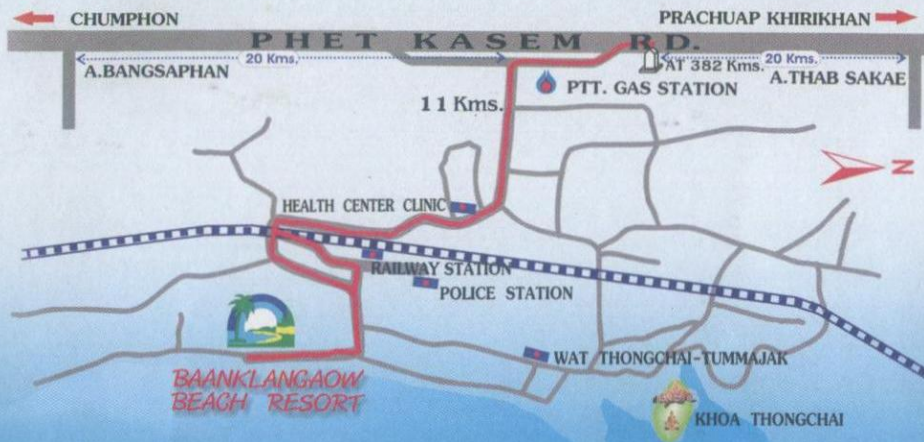 CHUMPHON
PRACHUAP KHIRIKHAN
PHET KASEM RD.
20 Kms.
20 Kms.
A.BANGSAPHAN
AT 382 Kms.
A.THAB SAKAE
PTT. GAS STATION
11 Kms.
N
HEALTH CENTER CLINIC
RAILWAY STATION
POLICE STATION
WAT THONGCHAI-TUMMAJAK
BAANKLANGAOW
BEACH RESORT
KHOA THONGCHAI